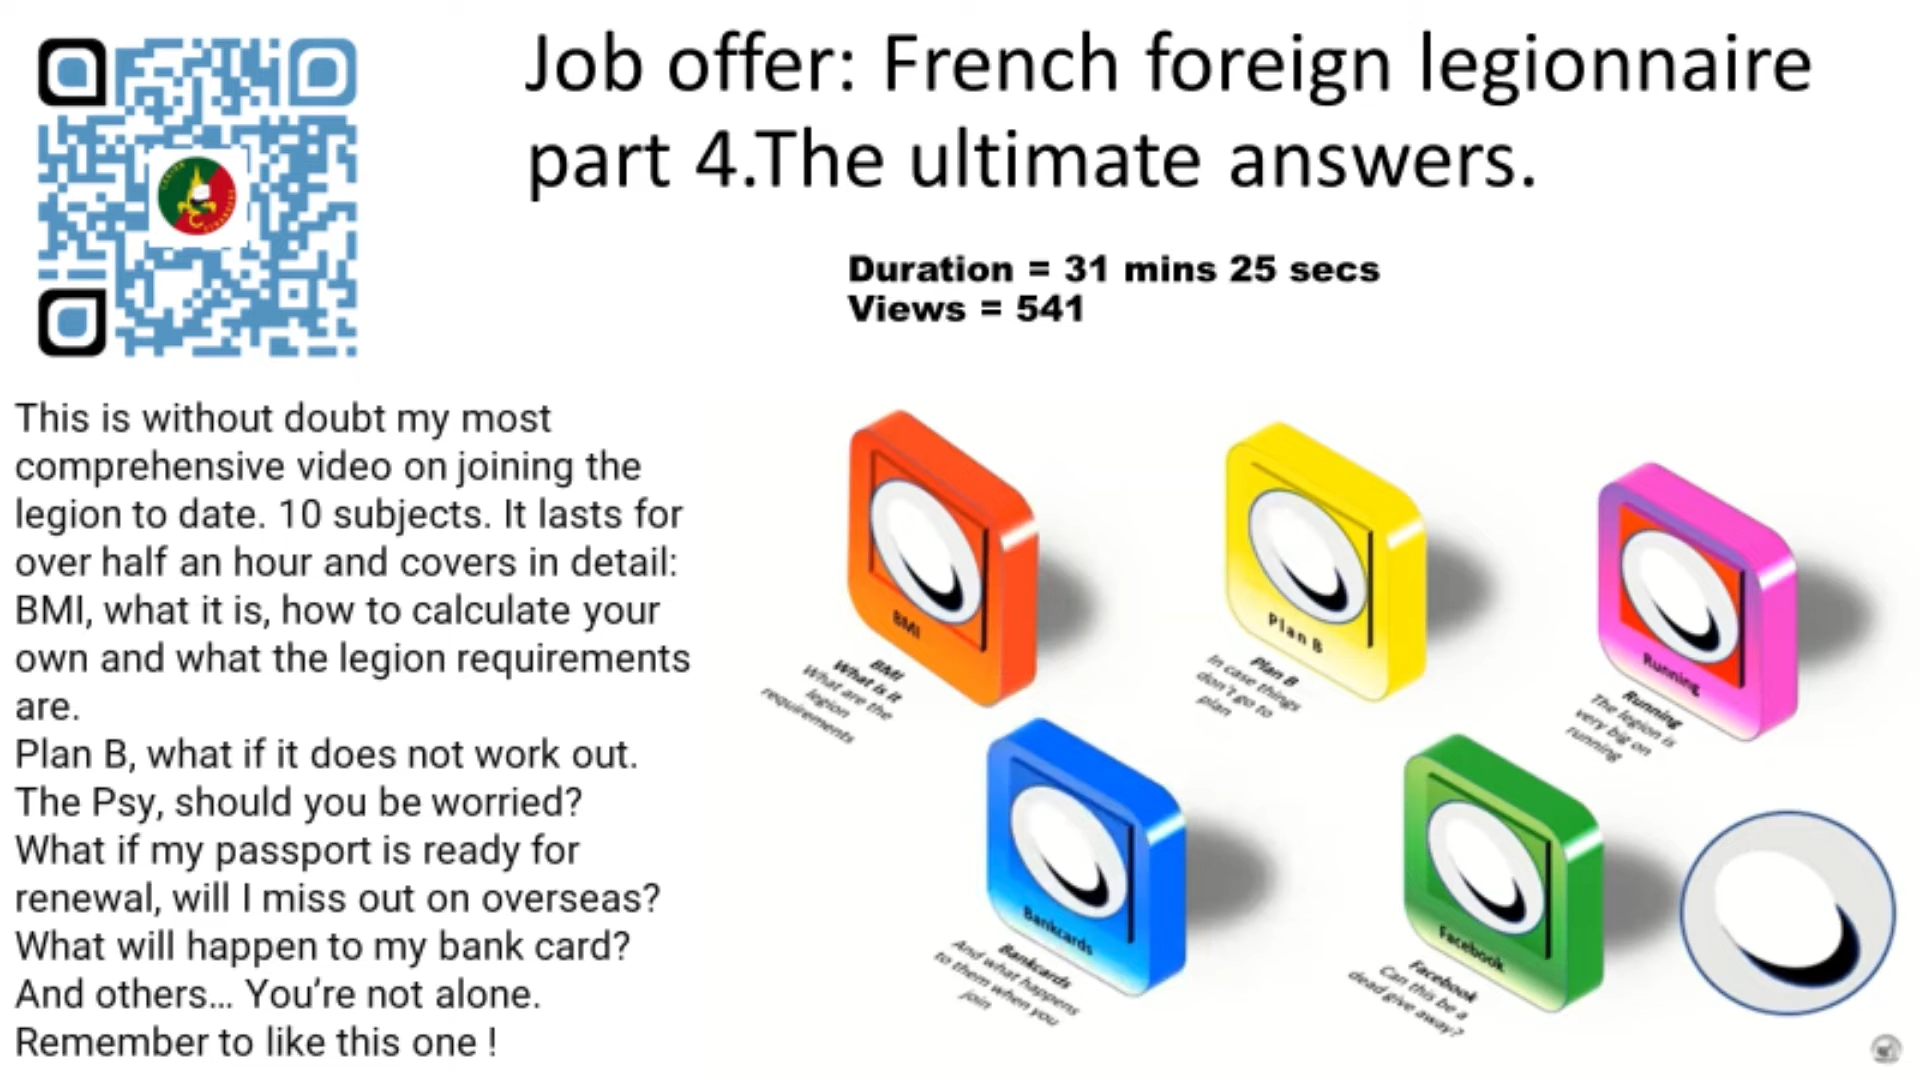 Job offer: French foreign legionnaire
part 4.The ultimate answers.
Duration = 31 mins 25 secs
Views = 541
This is without doubt my most
comprehensive video on joining the
legion to date. 10 subjects. It lasts for
over half an hour and covers in detail:
BMI, what it is, how to calculate your
own and what the legion requirements
are.
Plan B, what if it does not work out.
The Psy, should you be worried?
What if my passport is ready for
renewal, will I miss out on overseas?
What will happen to my bank card?
And others… You’re not alone.
Remember to like this one !
BMI
BMI
What is it
What are the
legion
requirements
Plan B
Plan B
In case things
don't go to
plan
Running
Running
The legion is
very big on
running
Bankcards
Bankcards
And what happens
to them when you
join
Facebook
Facebook
Can this be a
dead give away?